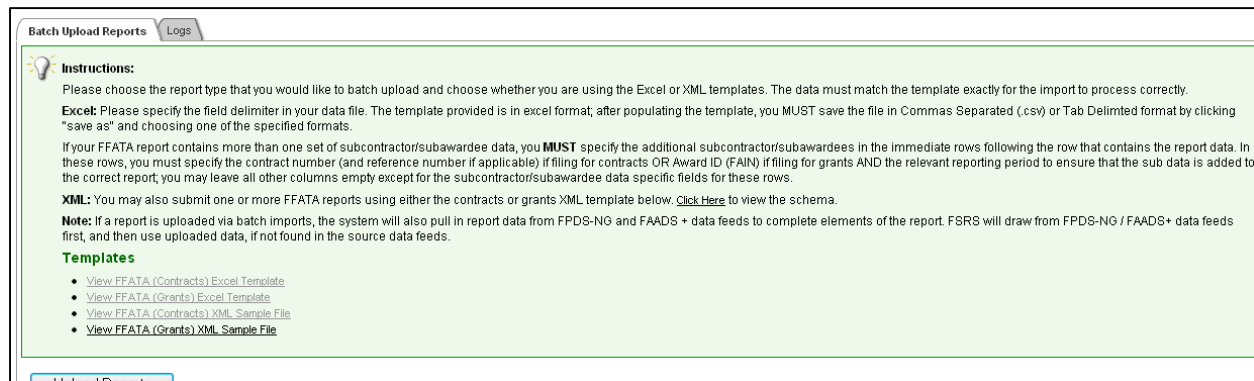 Batch Upload Reports Logs
Instructions:
Please choose the report type that you would like to batch upload and choose whether you are using the Excel or XML templates. The data must match the template exactly for the import to process correctly.
Excel: Please specify the field delimiter in your data file. The template provided is in excel format; after populating the template, you MUST save the file in Commas Separated (.csv) or Tab Delimted format by clicking
"save as" and choosing one of the specified formats.
If your FFATA report contains more than one set of subcontractor/subawardee data, you MUST specify the additional subcontractor/subawardees in the immediate rows following the row that contains the report data. In
these rows, you must specify the contract number (and reference number if applicable) if filing for contracts OR Award ID (FAIN) if filing for grants AND the relevant reporting period to ensure that the sub data is added to
the correct report; you may leave all other columns empty except for the subcontractor/subawardee data specific fields for these rows.
XML: You may also submit one or more FFATA reports using either the contracts or grants XML template below. Click Here to view the schema.
Note: If a report is uploaded via batch imports, the system will also pull in report data from FPDS-NG and FAADS + data feeds to complete elements of the report. FSRS will draw from FPDS-NG / FAADS+ data feeds
first, and then use uploaded data, if not found in the source data feeds.
Templates
View FFATA (Contracts) Excel Template
View FFATA (Grants) Excel Template
View FFATA (Contracts) XML Sample File
View FFATA (Grants) XML Sample File